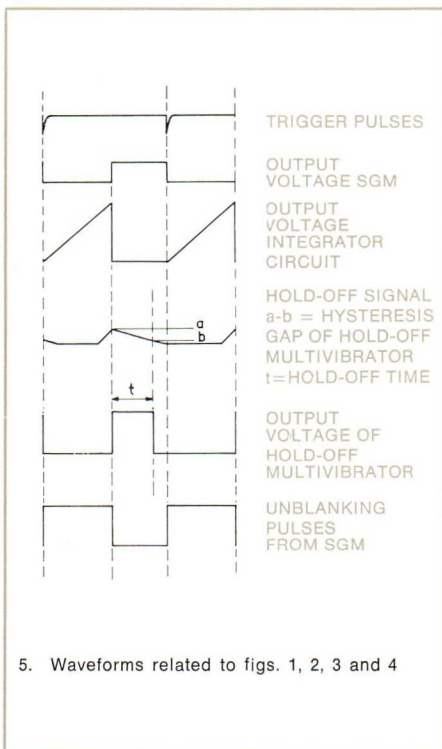 TRIGGER PULSES
OUTPUT
VOLTAGE SGM
OUTPUT
VOLTAGE
INTEGRATOR
CIRCUIT
HOLD-OFF SIGNAL
a
a-b = HYSTERESIS
b
GAP OF HOLD-OFF
MULTIVIBRATOR
t=HOLD-OFF TIME
t
OUTPUT
VOLTAGE OF
HOLD-OFF
MULTIVIBRATOR
UNBLANKING
PULSES
FROM SGM
5. Waveforms related to figs. 1, 2, 3 and 4